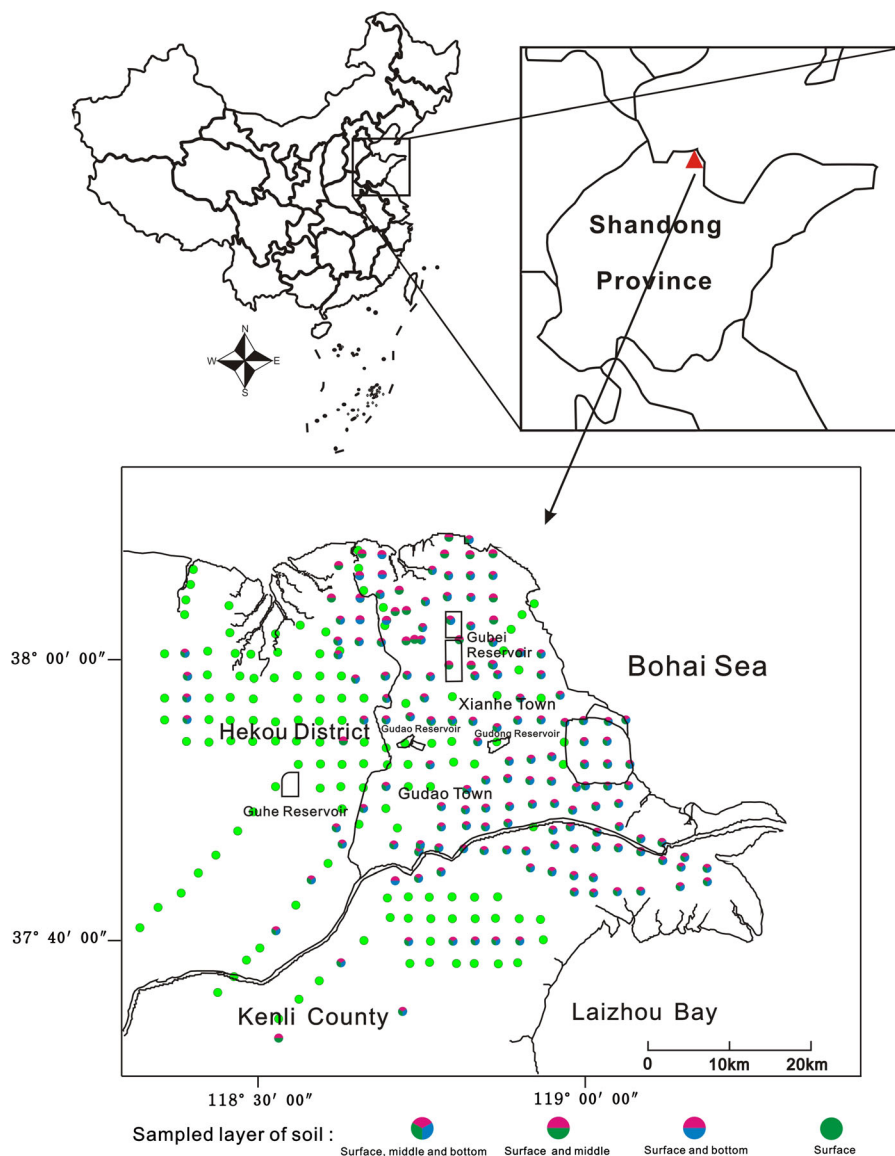 N
W
E
S
Shandong
Province
Gubei
Reservoir
38° 00′ 00″
Bohai Sea
Xianhe Town
Hekou District
Gudao Reservoir
Gudong Reservoir
Guhe Reservoir
Gudao Town
37° 40′ 00″
Kenli County
Laizhou Bay
0
10km
20km
118° 30′ 00″
119° 00′ 00″
Sampled layer of soil :
Surface, middle and bottom
Surface and middle
Surface and bottom
Surface